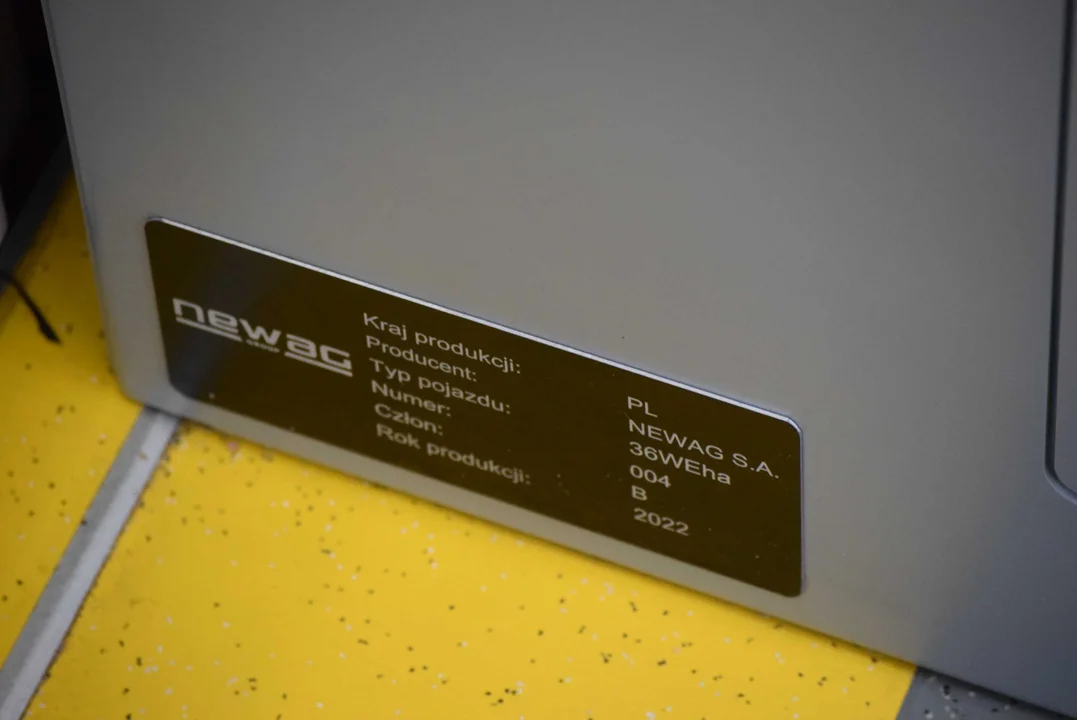 newag
Kraj produkcji: PL
Producent: NEWAG S.A.
Typ pojazdu: 36WEha
Numer: 004
Człon: B
Rok produkcji: 2022